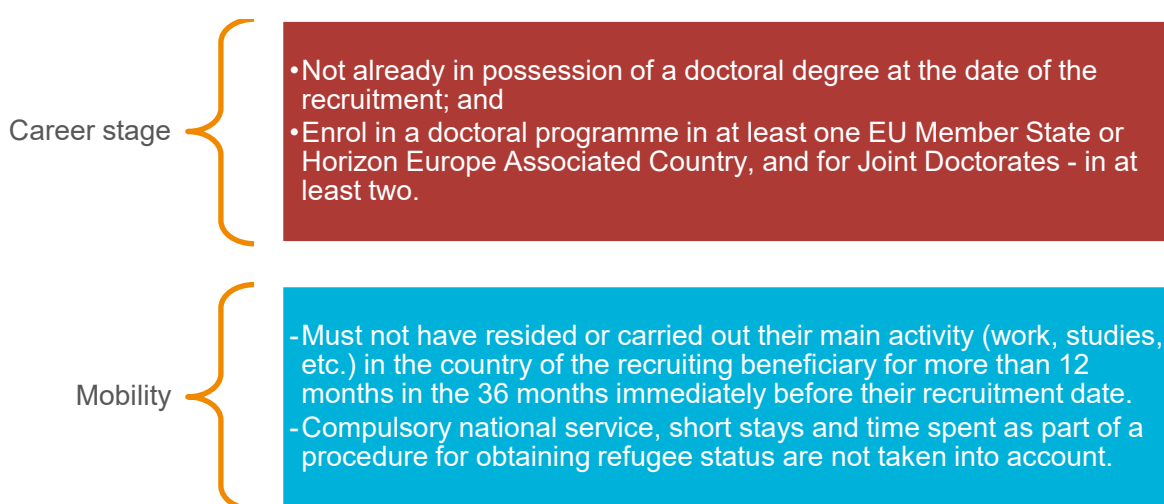 Career stage
•Not already in possession of a doctoral degree at the date of the
recruitment; and
•Enrol in a doctoral programme in at least one EU Member State or
Horizon Europe Associated Country, and for Joint Doctorates - in at
least two.
Mobility
-Must not have resided or carried out their main activity (work, studies,
etc.) in the country of the recruiting beneficiary for more than 12
months in the 36 months immediately before their recruitment date.
-Compulsory national service, short stays and time spent as part of a
procedure for obtaining refugee status are not taken into account.